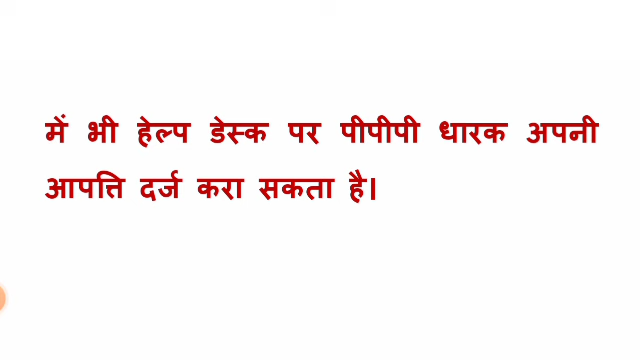 में भी हेल्प डेस्क पर पीपीपी धारक अपनी
आपत्ति दर्ज करा सकता है।